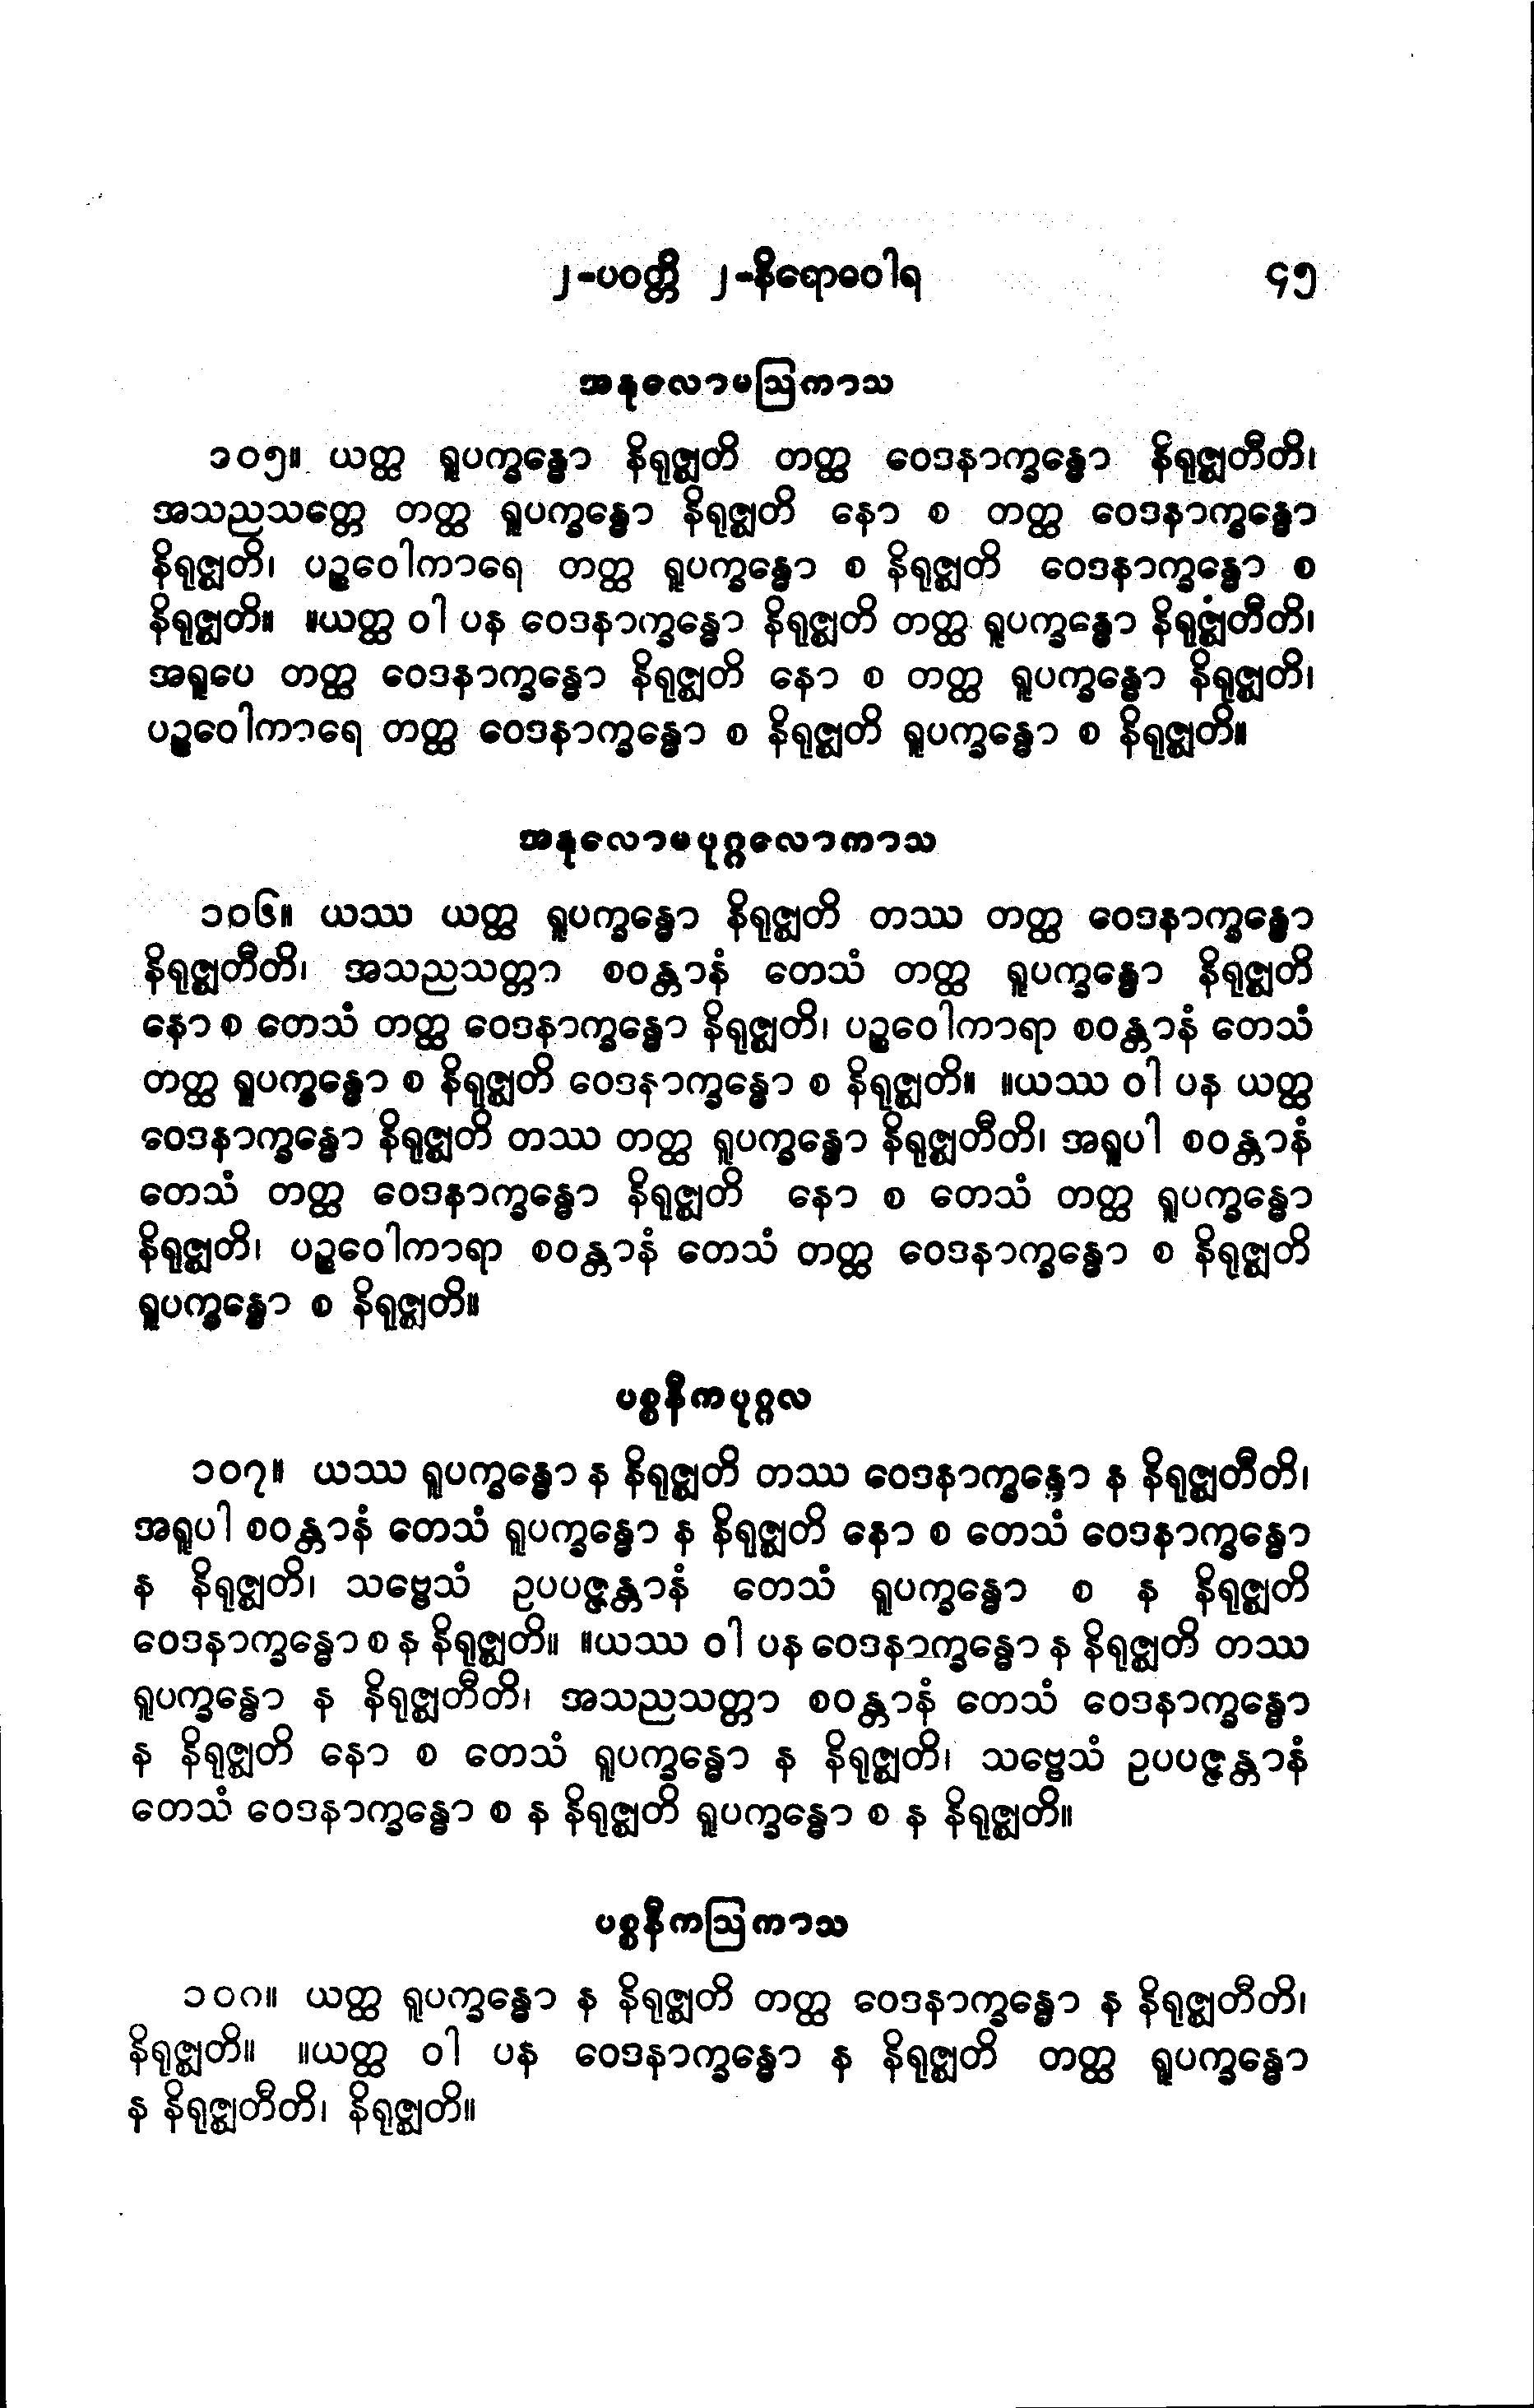 ၂-ပဝတ္တိ ၂-နိရောဓဝါရ ၄၅
အနုလောမဩကာသ
၁၀၅။ ယတ္ထ ရူပက္ခန္ဓော နိရုဇ္ဈတိ တတ္ထ ဝေဒနာက္ခန္ဓော နိရုဇ္ဈတီတိ၊
အသညသတ္တေ တတ္ထ ရူပက္ခန္ဓော နိရုဇ္ဈတိ နော စ တတ္ထ ဝေဒနာက္ခန္ဓော
နိရုဇ္ဈတိ၊ ပဉ္စဝေါကာရေ တတ္ထ ရူပက္ခန္ဓော စ နိရုဇ္ဈတိ ဝေဒနာက္ခန္ဓော စ
နိရုဇ္ဈတိ။ ။ယတ္ထ ဝါ ပန ဝေဒနာက္ခန္ဓော နိရုဇ္ဈတိ တတ္ထ ရူပက္ခန္ဓော နိရုဇ္ဈတီတိ၊
အရူပေ တတ္ထ ဝေဒနာက္ခန္ဓော နိရုဇ္ဈတိ နော စ တတ္ထ ရူပက္ခန္ဓော နိရုဇ္ဈတိ၊
ပဉ္စဝေါကာရေ တတ္ထ ဝေဒနာက္ခန္ဓော စ နိရုဇ္ဈတိ ရူပက္ခန္ဓော စ နိရုဇ္ဈတိ။
အနုလောမပုဂ္ဂလောကာသ
၁၀၆။ ယဿ ယတ္ထ ရူပက္ခန္ဓော နိရုဇ္ဈတိ တဿ တတ္ထ ဝေဒနာက္ခန္ဓော
နိရုဇ္ဈတီတိ၊ အသညသတ္တာ စဝန္တာနံ တေသံ တတ္ထ ရူပက္ခန္ဓော နိရုဇ္ဈတိ
နော စ တေသံ တတ္ထ ဝေဒနာက္ခန္ဓော နိရုဇ္ဈတိ၊ ပဉ္စဝေါကာရာ စဝန္တာနံ တေသံ
တတ္ထ ရူပက္ခန္ဓော စ နိရုဇ္ဈတိ ဝေဒနာက္ခန္ဓော စ နိရုဇ္ဈတိ။ ။ယဿ ဝါ ပန ယတ္ထ
ဝေဒနာက္ခန္ဓော နိရုဇ္ဈတိ တဿ တတ္ထ ရူပက္ခန္ဓော နိရုဇ္ဈတီတိ၊ အရူပါ စဝန္တာနံ
တေသံ တတ္ထ ဝေဒနာက္ခန္ဓော နိရုဇ္ဈတိ နော စ တေသံ တတ္ထ ရူပက္ခန္ဓော
နိရုဇ္ဈတိ၊ ပဉ္စဝေါကာရာ စဝန္တာနံ တေသံ တတ္ထ ဝေဒနာက္ခန္ဓော စ နိရုဇ္ဈတိ
ရူပက္ခန္ဓော စ နိရုဇ္ဈတိ။
ပစ္စနီကပုဂ္ဂလ
၁၀၇။ ယဿ ရူပက္ခန္ဓော န နိရုဇ္ဈတိ တဿ ဝေဒနာက္ခန္ဓော န နိရုဇ္ဈတီတိ၊
အရူပါ စဝန္တာနံ တေသံ ရူပက္ခန္ဓော န နိရုဇ္ဈတိ နော စ တေသံ ဝေဒနာက္ခန္ဓော
န နိရုဇ္ဈတိ၊ သဗ္ဗေသံ ဥပပဇ္ဇန္တာနံ တေသံ ရူပက္ခန္ဓော စ န နိရုဇ္ဈတိ
ဝေဒနာက္ခန္ဓော စ န နိရုဇ္ဈတိ။ ။ယဿ ဝါ ပန ဝေဒနာက္ခန္ဓော န နိရုဇ္ဈတိ တဿ
ရူပက္ခန္ဓော န နိရုဇ္ဈတီတိ၊ အသညသတ္တာ စဝန္တာနံ တေသံ ဝေဒနာက္ခန္ဓော
န နိရုဇ္ဈတိ နော စ တေသံ ရူပက္ခန္ဓော န နိရုဇ္ဈတိ၊ သဗ္ဗေသံ ဥပပဇ္ဇန္တာနံ
တေသံ ဝေဒနာက္ခန္ဓော စ န နိရုဇ္ဈတိ ရူပက္ခန္ဓော စ န နိရုဇ္ဈတိ။
ပစ္စနီကဩကာသ
၁၀၈။ ယတ္ထ ရူပက္ခန္ဓော န နိရုဇ္ဈတိ တတ္ထ ဝေဒနာက္ခန္ဓော န နိရုဇ္ဈတီတိ၊
နိရုဇ္ဈတိ။ ။ယတ္ထ ဝါ ပန ဝေဒနာက္ခန္ဓော န နိရုဇ္ဈတိ တတ္ထ ရူပက္ခန္ဓော
န နိရုဇ္ဈတီတိ၊ နိရုဇ္ဈတိ။